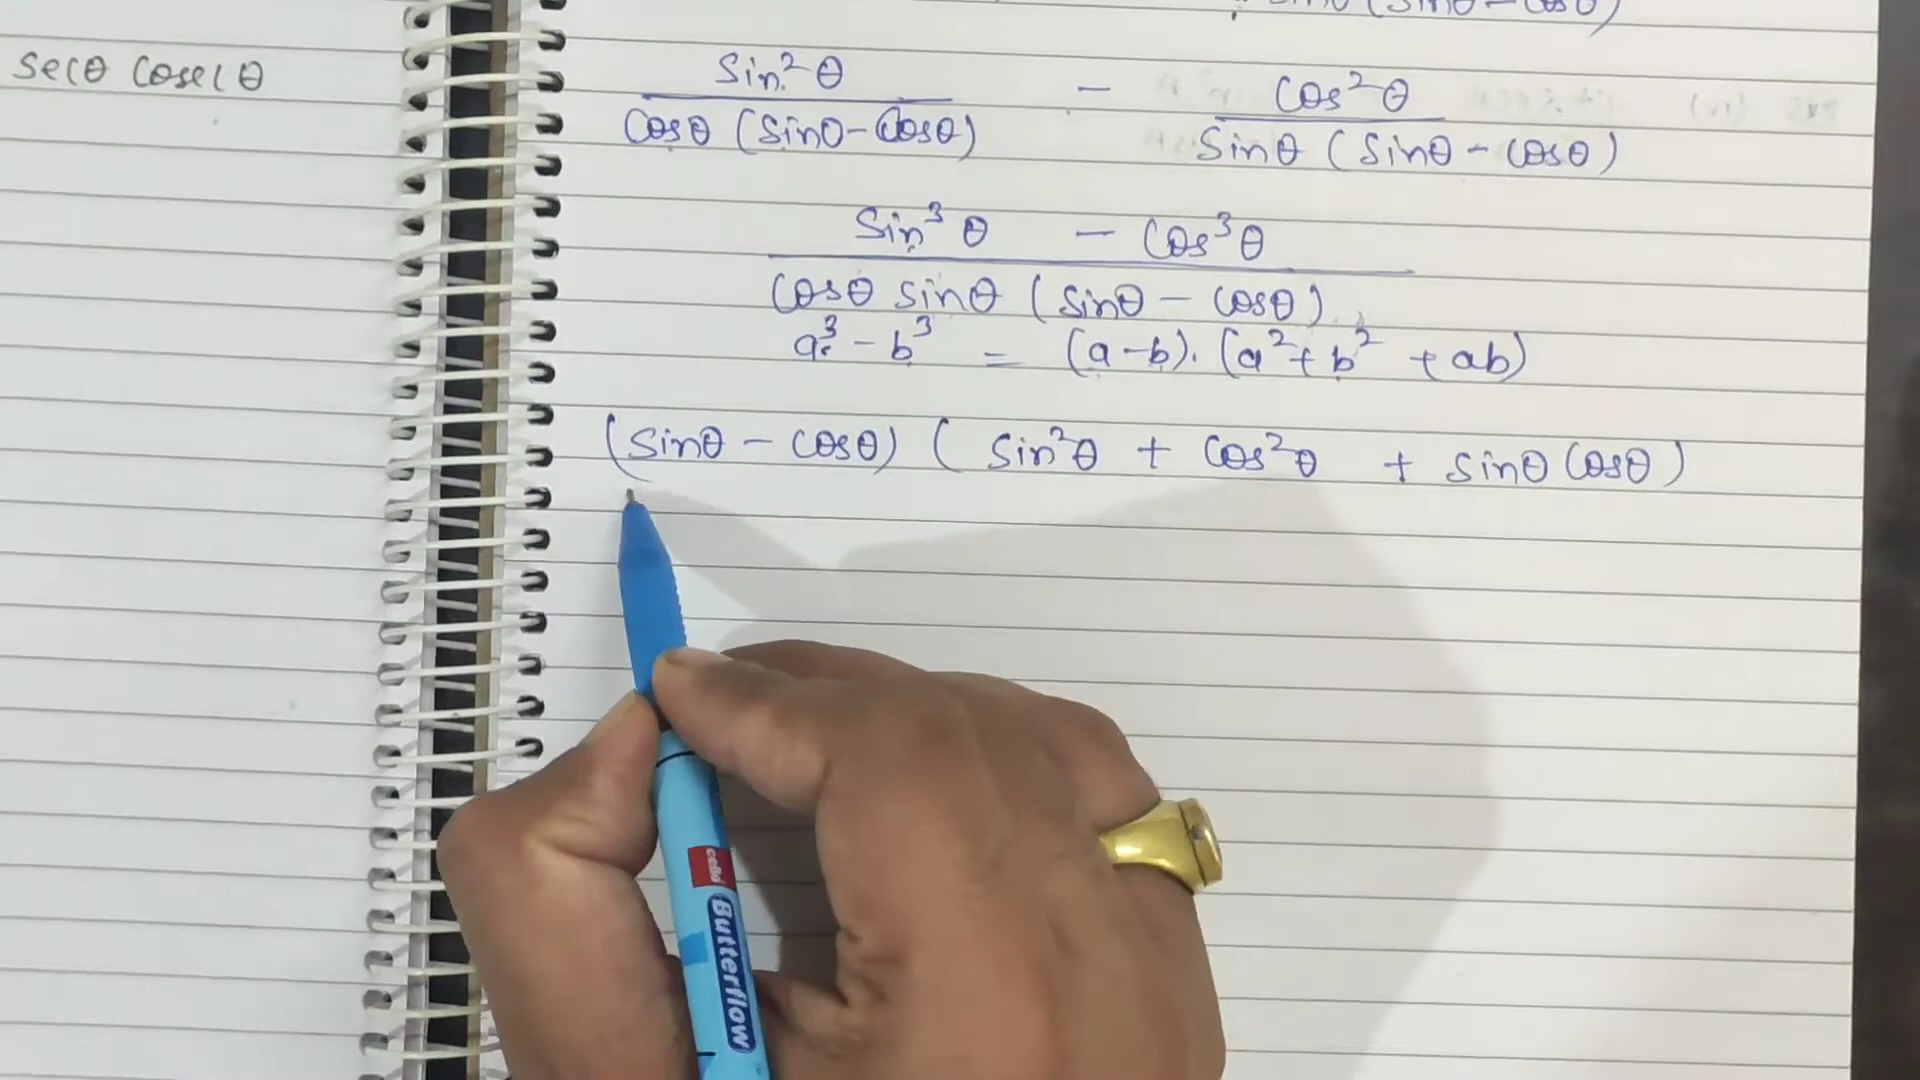 secθ cosecθ
Sin²θ - Cos²θ
Cosθ (Sinθ-Cosθ) Sinθ (Sinθ - cosθ)
Sin³θ - Cos³θ
Cosθ sinθ (sinθ - cosθ)
a³ - b³ = (a-b). (a²+b² + ab)
(Sinθ - Cosθ) ( Sin²θ + Cos²θ + Sinθ Cosθ)
cello
Butterflow